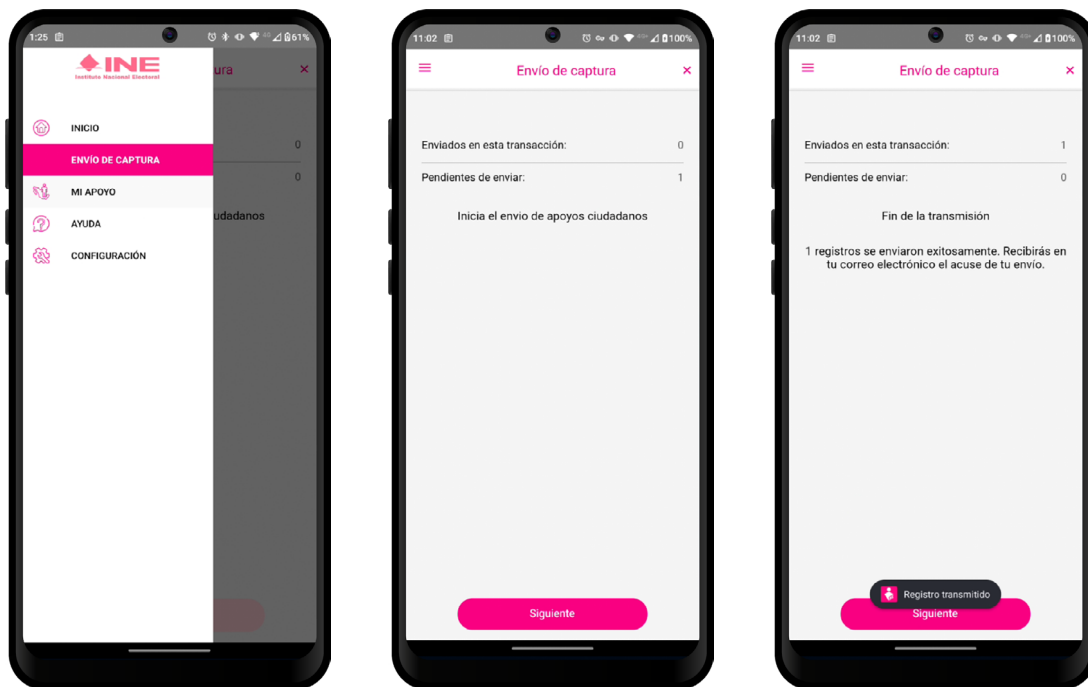 1:25 61%
INE
Instituto Nacional Electoral
ura ×
INICIO
0
ENVÍO DE CAPTURA
0
MI APOYO
udadanos
AYUDA
CONFIGURACIÓN
11:02 100%
Envío de captura ×
Enviados en esta transacción: 0
Pendientes de enviar: 1
Inicia el envio de apoyos ciudadanos
Siguiente
11:02 100%
Envío de captura ×
Enviados en esta transacción: 1
Pendientes de enviar: 0
Fin de la transmisión
1 registros se enviaron exitosamente. Recibirás en
tu correo electrónico el acuse de tu envío.
Registro transmitido
Siguiente